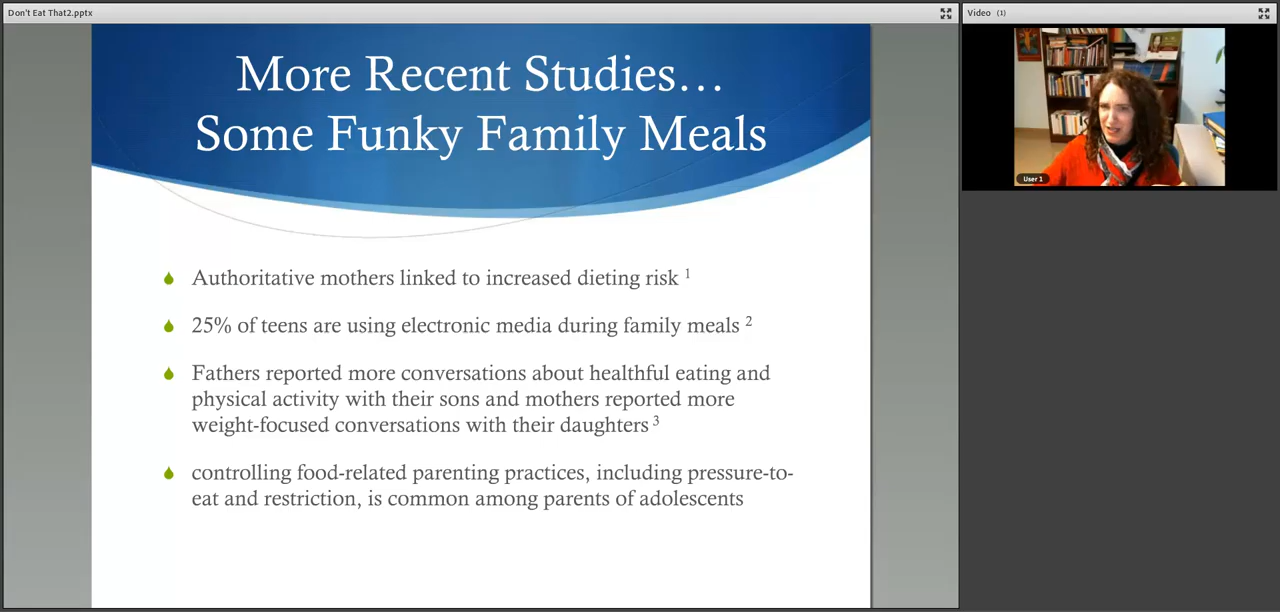 Don't Eat That2.pptx
Video (1)
More Recent Studies…
Some Funky Family Meals
Authoritative mothers linked to increased dieting risk 1
25% of teens are using electronic media during family meals 2
Fathers reported more conversations about healthful eating and
physical activity with their sons and mothers reported more
weight-focused conversations with their daughters 3
controlling food-related parenting practices, including pressure-to-
eat and restriction, is common among parents of adolescents
User 1